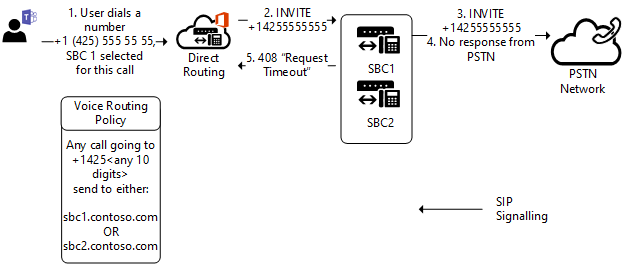 1. User dials a
number
+1 (425) 555 55 55,
SBC 1 selected
for this call
Direct
Routing
2. INVITE
+14255555555
5. 408 “Request
Timeout“
SBC1
SBC2
3. INVITE
+14255555555
4. No response from
PSTN
PSTN
Network
Voice Routing
Policy
Any call going to
+1425<any 10
digits>
send to either:
sbc1.contoso.com
OR
sbc2.contoso.com
SIP
Signalling